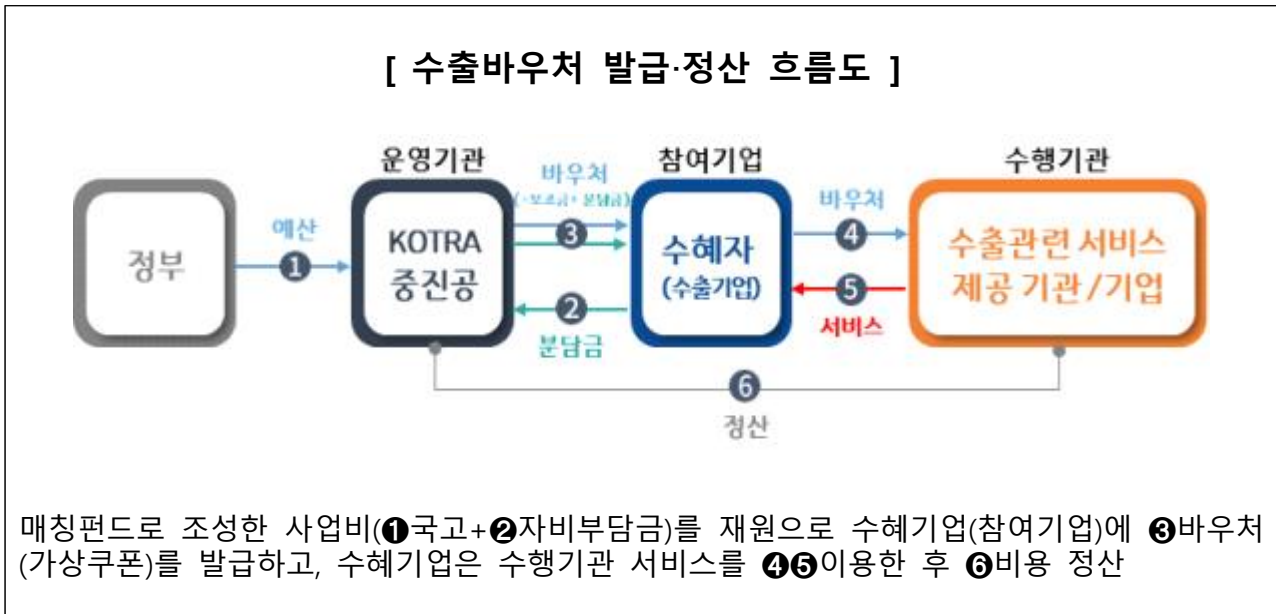 [ 수출바우처 발급·정산 흐름도 ]
운영기관
참여기업
수행기관
바우처
바우처
예산
분담금)
정부
❶
KOTRA
중진공
❸
수혜자
(수출기업)
❹
수출관련 서비스
제공 기관/기업
❷
분담금
❺
서비스
❻
정산
매칭펀드로 조성한 사업비(❶국고+❷자비부담금)를 재원으로 수혜기업(참여기업)에 ❸바우처
(가상쿠폰)를 발급하고, 수혜기업은 수행기관 서비스를 ❹❺이용한 후 ❻비용 정산